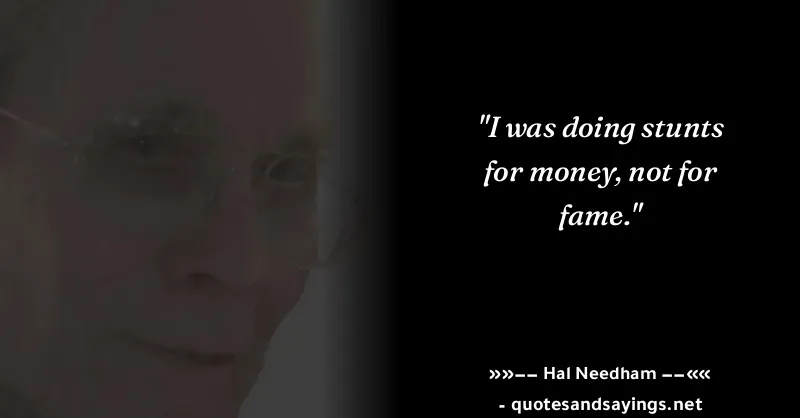 "I was doing stunts
for money, not for
fame."
»»−− Hal Needham −−««
- quotesandsayings.net